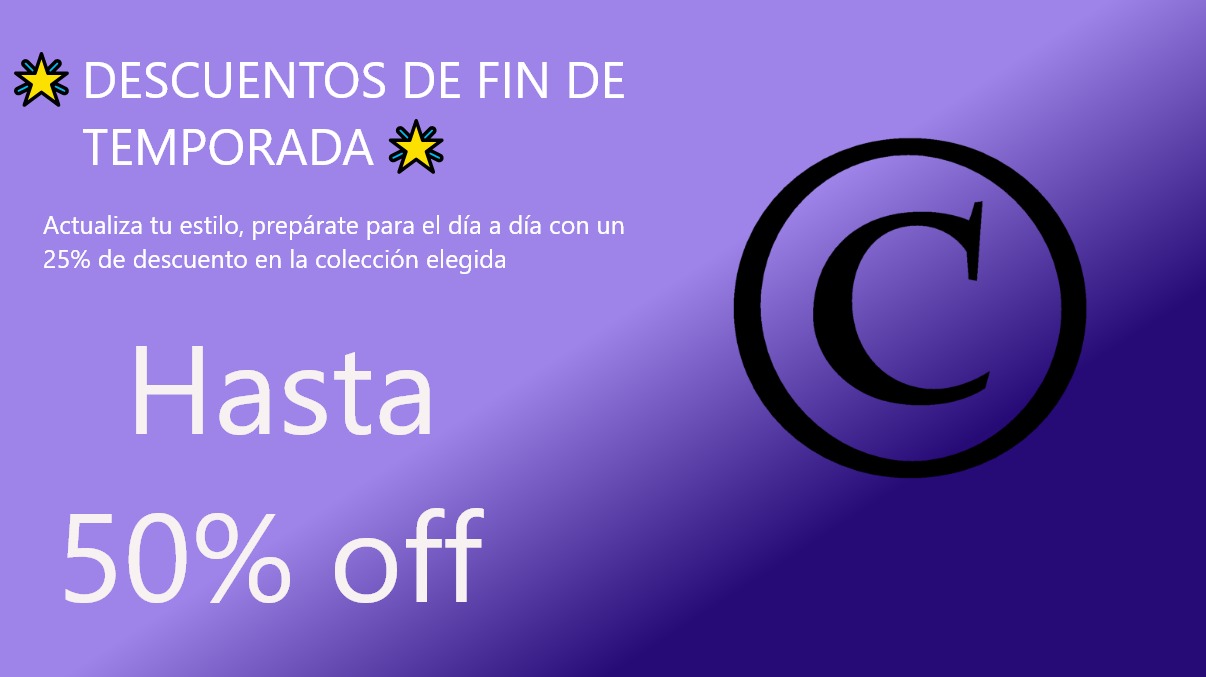 🌟 DESCUENTOS DE FIN DE
TEMPORADA 🌟
Actualiza tu estilo, prepárate para el día a día con un
25% de descuento en la colección elegida
Hasta
50% off
©